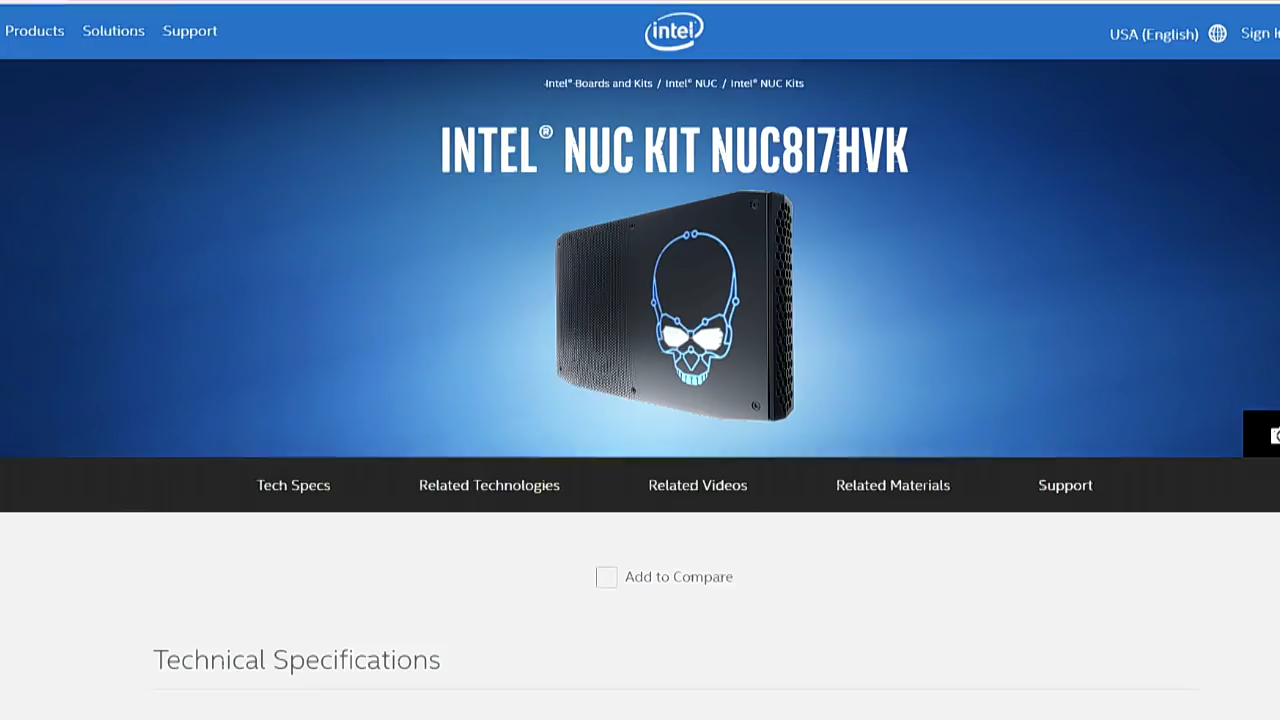 Products Solutions Support
intel
USA (English) Sign
Intel® Boards and Kits / Intel® NUC / Intel® NUC Kits
INTEL® NUC KIT NUC8I7HVK
Tech Specs Related Technologies Related Videos Related Materials Support
Add to Compare
Technical Specifications